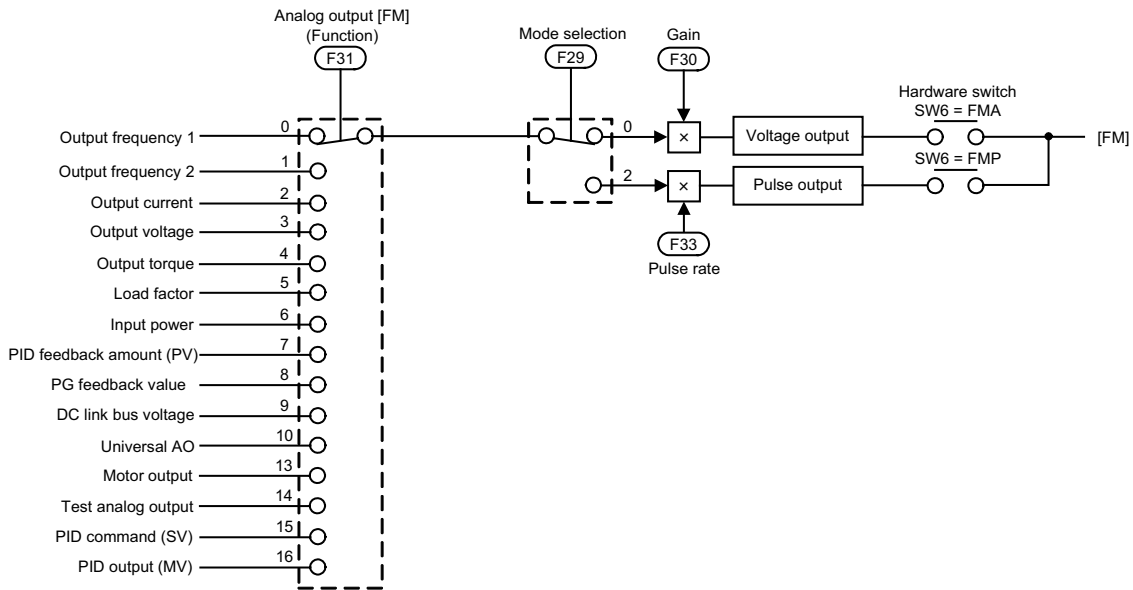 Analog output [FM]
(Function)
F31
Mode selection
F29
Gain
F30
Hardware switch
SW6 = FMA
Output frequency 1
0
0
×
Voltage output
[FM]
Output frequency 2
1
2
×
Pulse output
SW6 = FMP
Output current
2
Output voltage
3
F33
Pulse rate
Output torque
4
Load factor
5
Input power
6
PID feedback amount (PV)
7
PG feedback value
8
DC link bus voltage
9
Universal AO
10
Motor output
13
Test analog output
14
PID command (SV)
15
PID output (MV)
16